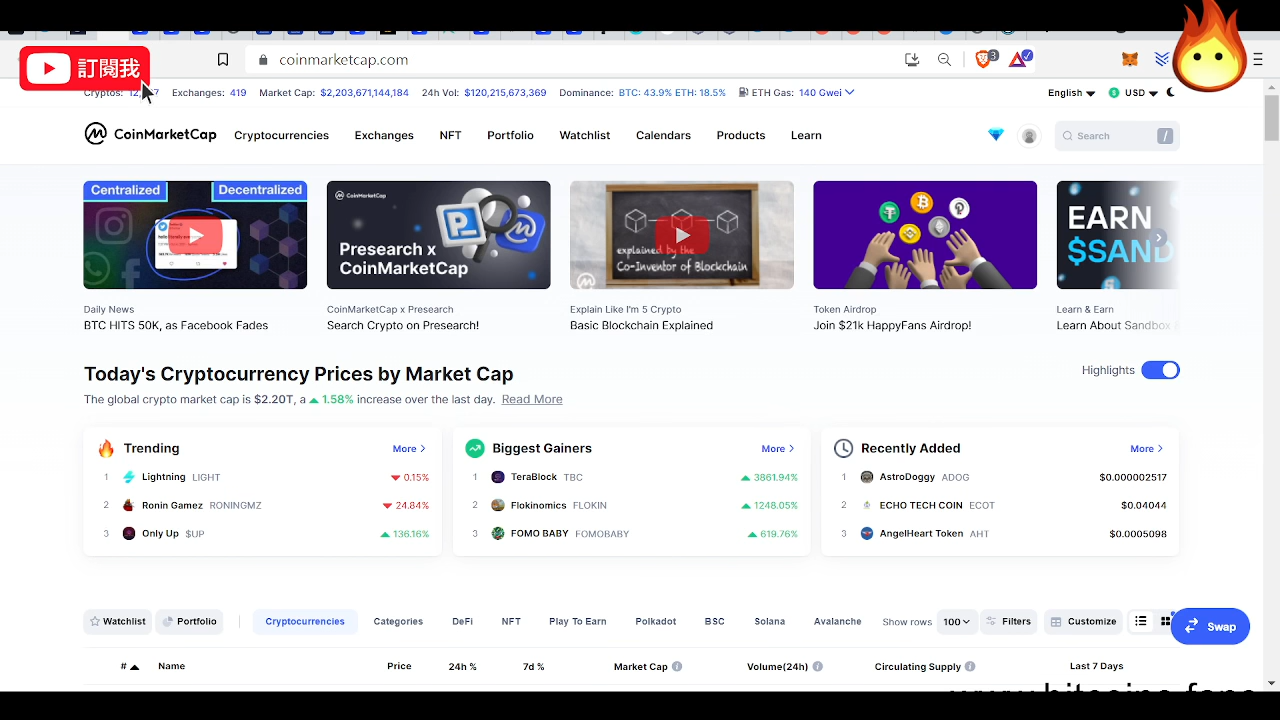 訂閱我
coinmarketcap.com
3
Exchanges: 419 Market Cap: $2,203,671,144,184 24h Vol: $120,215,673,369 Dominance: BTC: 43.9% ETH: 18.5% ETH Gas: 140 Gwei English USD
CoinMarketCap Cryptocurrencies Exchanges NFT Portfolio Watchlist Calendars Products Learn Search /
Centralized Decentralized
CoinMarketCap
Presearch x
CoinMarketCap
explained by the
Co-Inventor of Blockchain
EARN
$SAND
Daily News CoinMarketCap x Presearch Explain Like I'm 5 Crypto Token Airdrop Learn & Earn
BTC HITS 50K, as Facebook Fades Search Crypto on Presearch! Basic Blockchain Explained Join $21k HappyFans Airdrop! Learn About Sandbox
Today's Cryptocurrency Prices by Market Cap Highlights
The global crypto market cap is $2.20T, a 1.58% increase over the last day. Read More
Trending More Biggest Gainers More Recently Added More
1 Lightning LIGHT 0.15% 1 TeraBlock TBC 3861.94% 1 AstroDoggy ADOG $0.000002517
2 Ronin Gamez RONINGMZ 24.84% 2 Flokinomics FLOKIN 1248.05% 2 ECHO TECH COIN ECOT $0.04044
3 Only Up $UP 136.16% 3 FOMO BABY FOMOBABY 619.76% 3 AngelHeart Token AHT $0.0005098
Watchlist Portfolio Cryptocurrencies Categories DeFi NFT Play To Earn Polkadot BSC Solana Avalanche Show rows 100 Filters Customize Swap
# Name Price 24h % 7d % Market Cap Volume(24h) Circulating Supply Last 7 Days